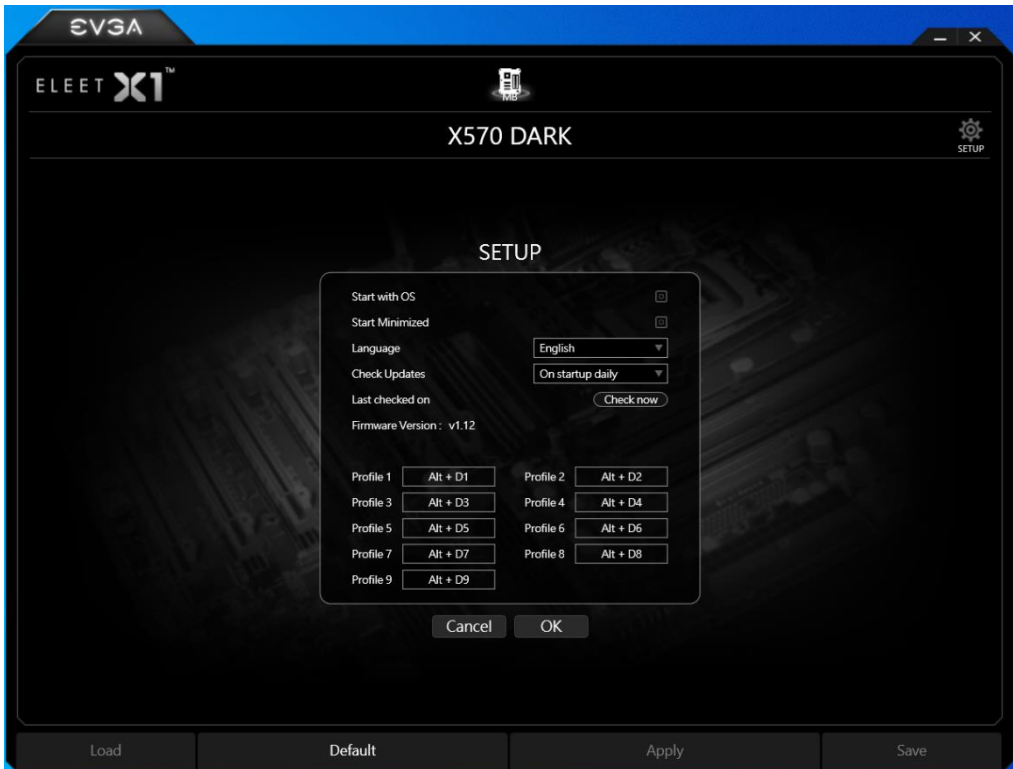 EVGA
ELEET X1™
MB
X570 DARK
SETUP
SETUP
Start with OS
Start Minimized
Language English
Check Updates On startup daily
Last checked on Check now
Firmware Version : v1.12
Profile 1 Alt + D1 Profile 2 Alt + D2
Profile 3 Alt + D3 Profile 4 Alt + D4
Profile 5 Alt + D5 Profile 6 Alt + D6
Profile 7 Alt + D7 Profile 8 Alt + D8
Profile 9 Alt + D9
Cancel OK
Load Default Apply Save